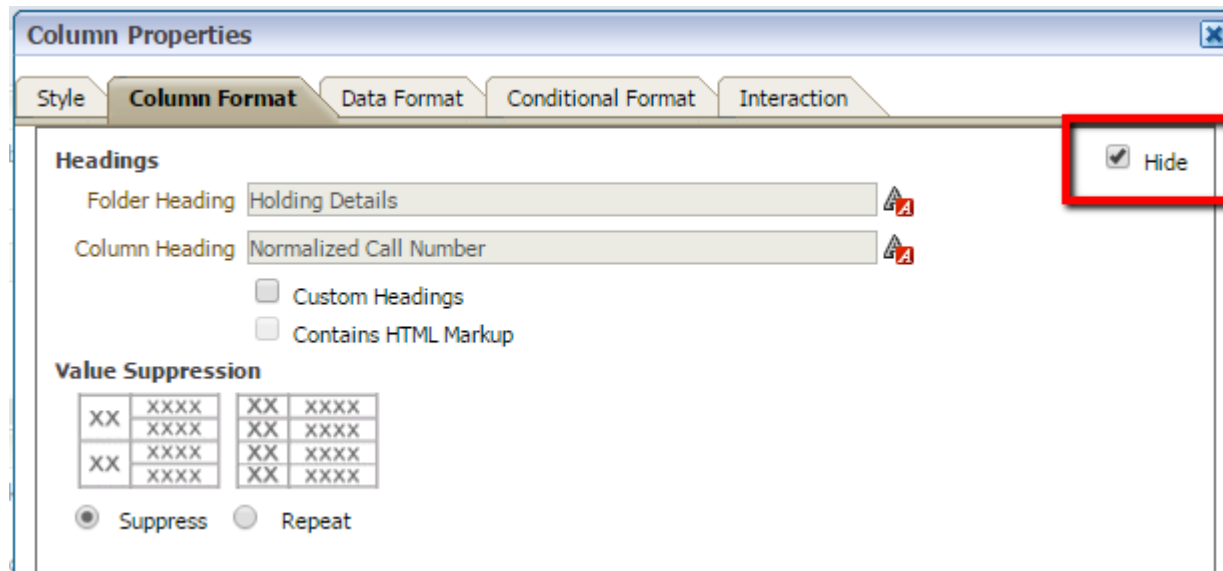 Column Properties
Style Column Format Data Format Conditional Format Interaction
Headings
Hide
Folder Heading Holding Details
Column Heading Normalized Call Number
Custom Headings
Contains HTML Markup
Value Suppression
XX XXXX XX XXXX
XXXX XX XXXX
XX XXXX XX XXXX
XXXX XX XXXX
Suppress Repeat